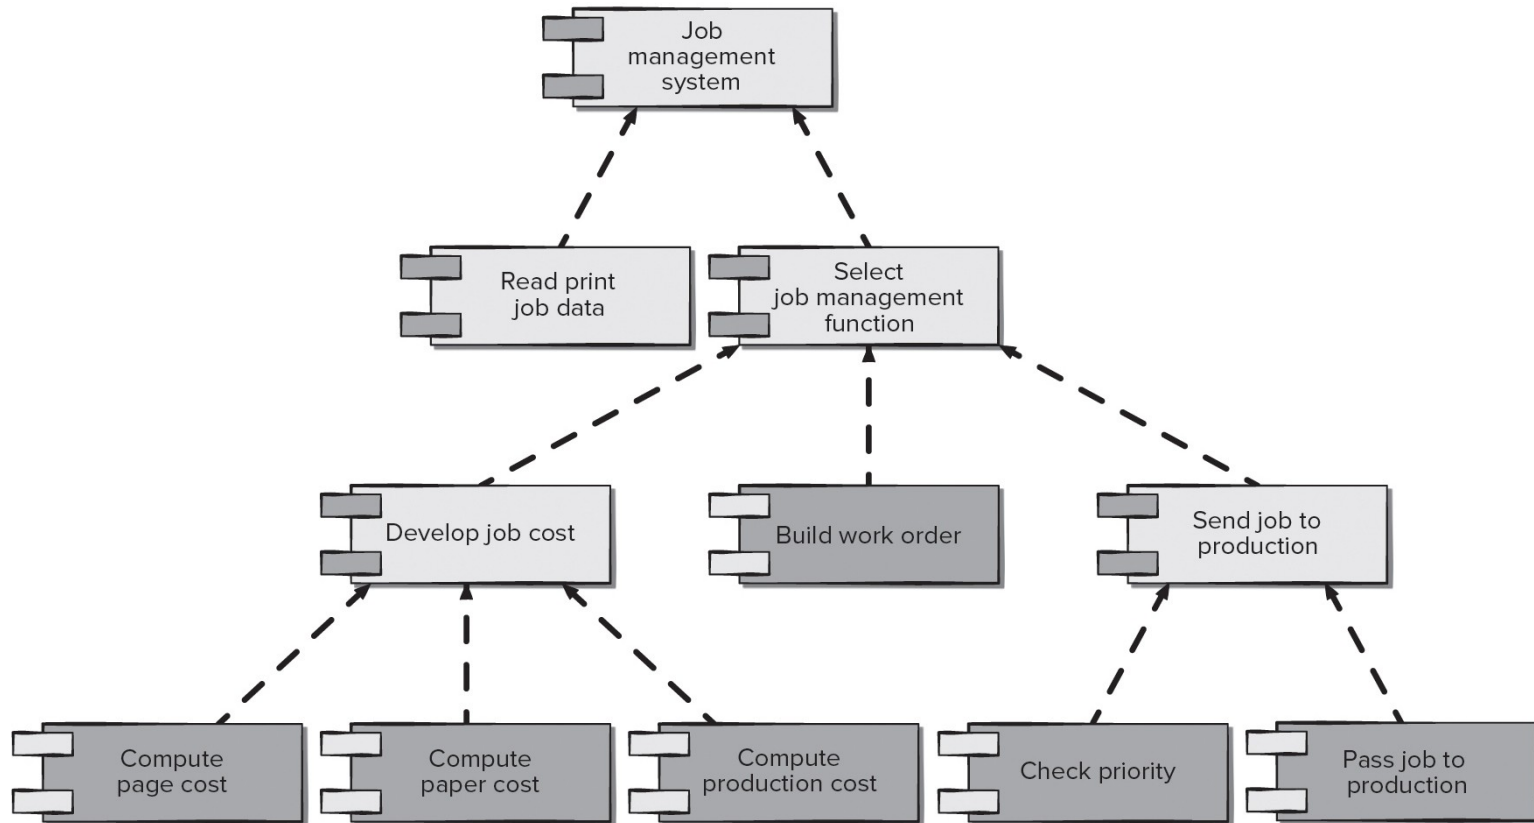 Job
management
system
Read print
job data
Select
job management
function
Develop job cost
Build work order
Send job to
production
Compute
page cost
Compute
paper cost
Compute
production cost
Check priority
Pass job to
production